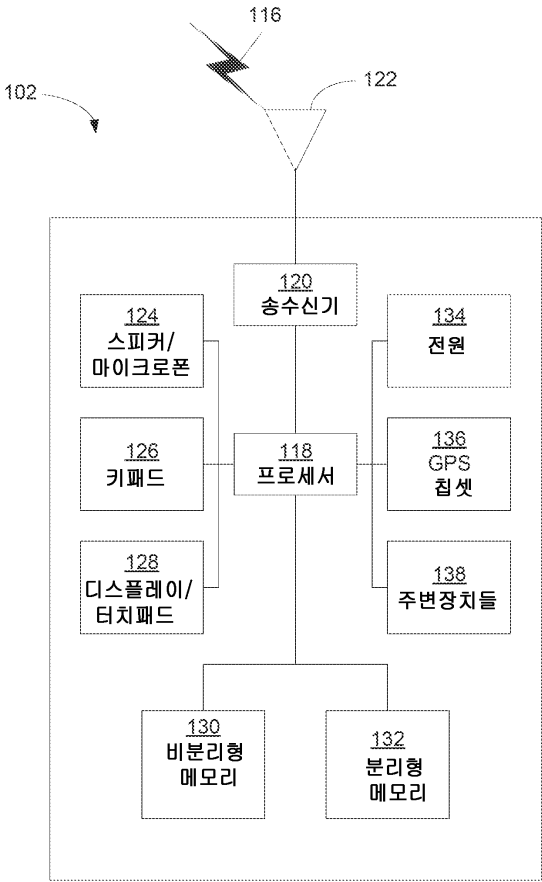 116
102
122
120
송수신기
124
스피커/
마이크로폰
134
전원
126
키패드
118
프로세서
136
GPS
칩셋
128
디스플레이/
터치패드
138
주변장치들
130
비분리형
메모리
132
분리형
메모리